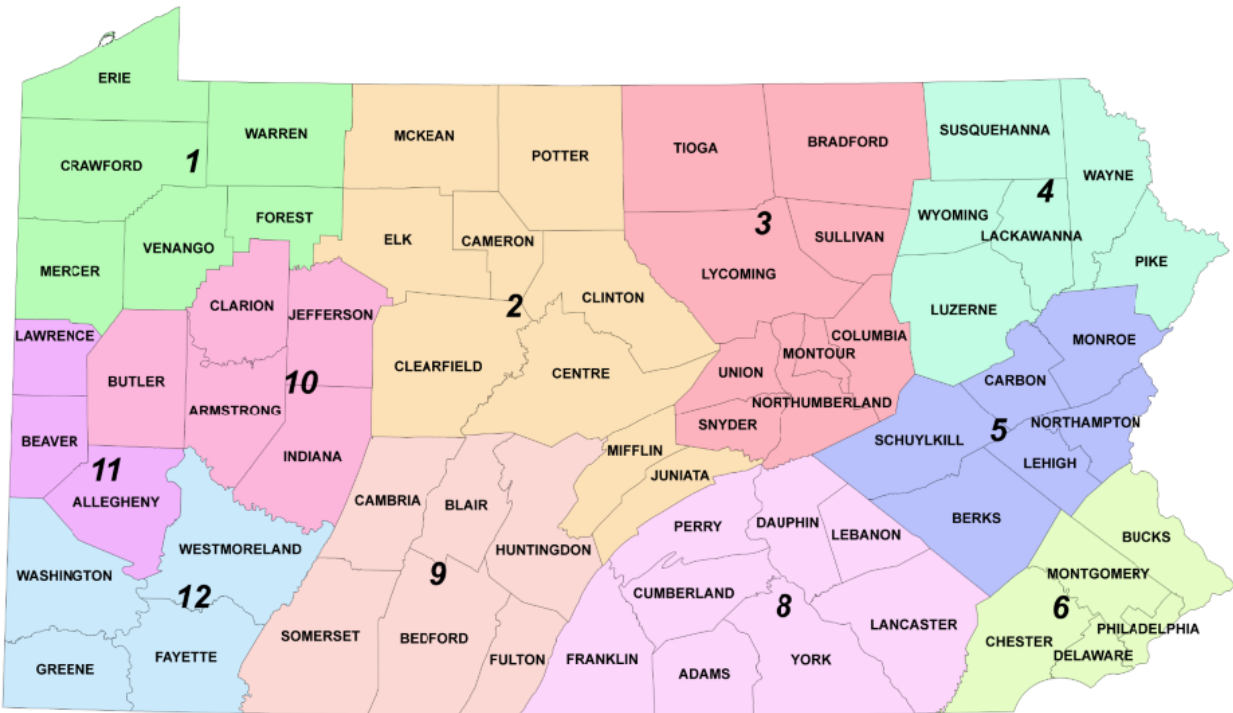 ERIE
WARREN
MCKEAN
POTTER
TIOGA
BRADFORD
SUSQUEHANNA
WAYNE
CRAWFORD
1
FOREST
VENANGO
MERCER
ELK
CAMERON
2
CLINTON
CLEARFIELD
CENTRE
MIFFLIN
JUNIATA
3
SULLIVAN
LYCOMING
COLUMBIA
MONTOUR
UNION
NORTHUMBERLAND
SNYDER
4
WYOMING
LACKAWANNA
PIKE
LUZERNE
MONROE
CARBON
NORTHAMPTON
SCHUYLKILL
5
LEHIGH
BERKS
CLARION
JEFFERSON
BUTLER
10
ARMSTRONG
INDIANA
LAWRENCE
BEAVER
11
ALLEGHENY
WESTMORELAND
WASHINGTON
12
FAYETTE
GREENE
CAMBRIA
BLAIR
HUNTINGDON
9
SOMERSET
BEDFORD
FULTON
PERRY
DAUPHIN
LEBANON
CUMBERLAND
8
LANCASTER
FRANKLIN
ADAMS
YORK
BUCKS
MONTGOMERY
6
PHILADELPHIA
CHESTER
DELAWARE